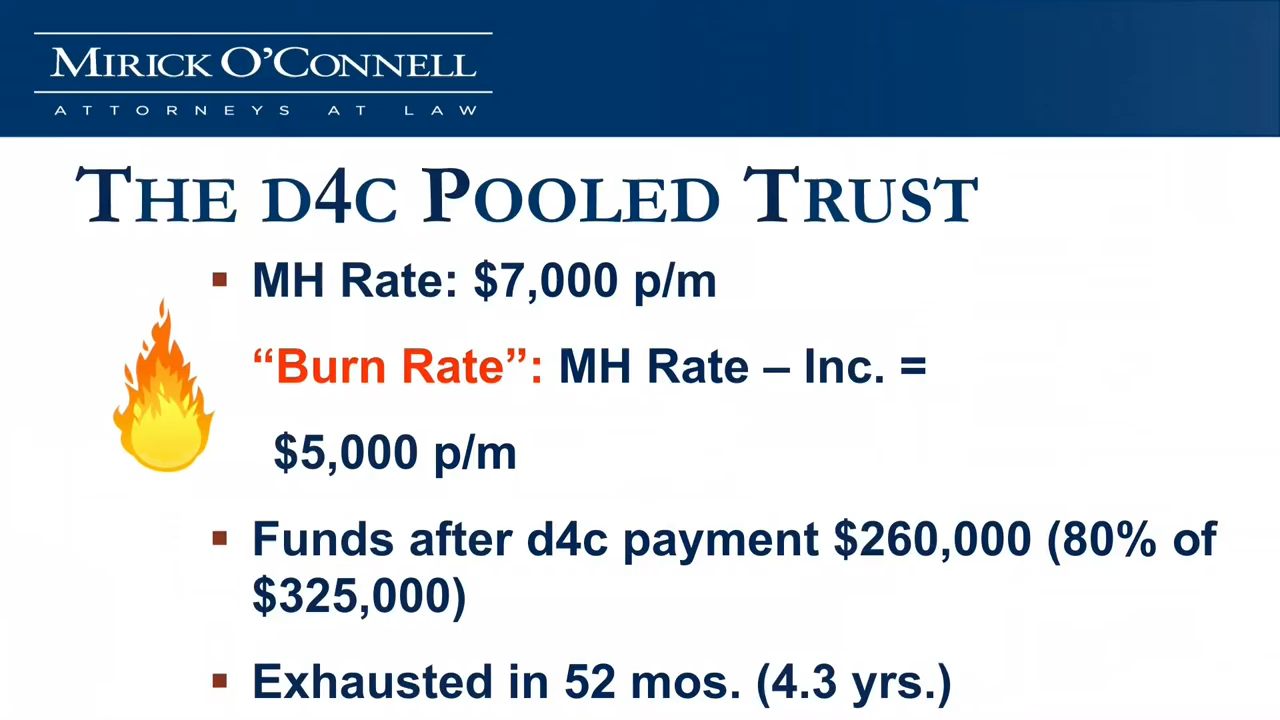 MIRICK O’CONNELL
ATTORNEYS AT LAW
THE D4C POOLED TRUST
▪ MH Rate: $7,000 p/m
“Burn Rate”: MH Rate – Inc. =
$5,000 p/m
▪ Funds after d4c payment $260,000 (80% of
$325,000)
▪ Exhausted in 52 mos. (4.3 yrs.)